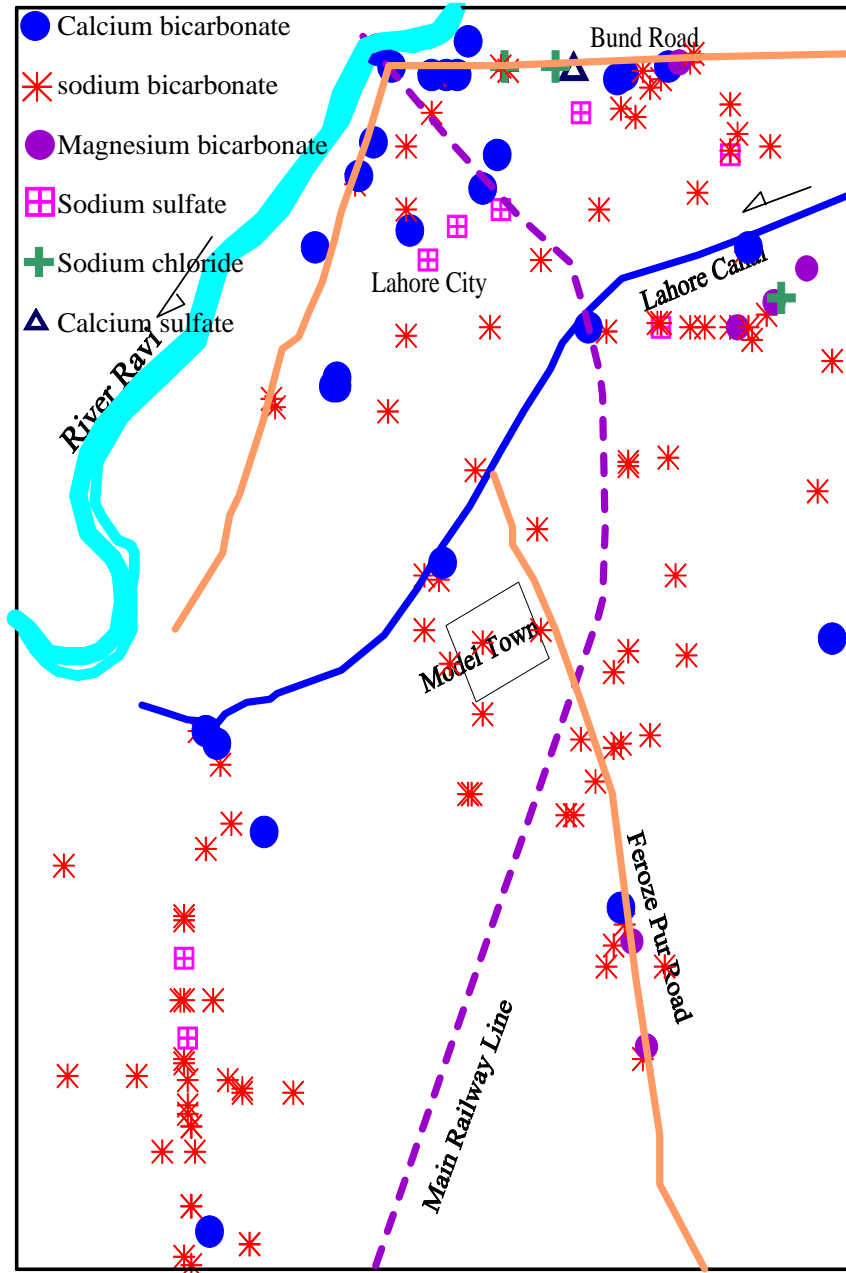 Calcium bicarbonate
sodium bicarbonate
Magnesium bicarbonate
Sodium sulfate
Sodium chloride
Calcium sulfate
Bund Road
Lahore City
Lahore Canal
River Ravi
Model Town
Feroze Pur Road
Main Railway Line